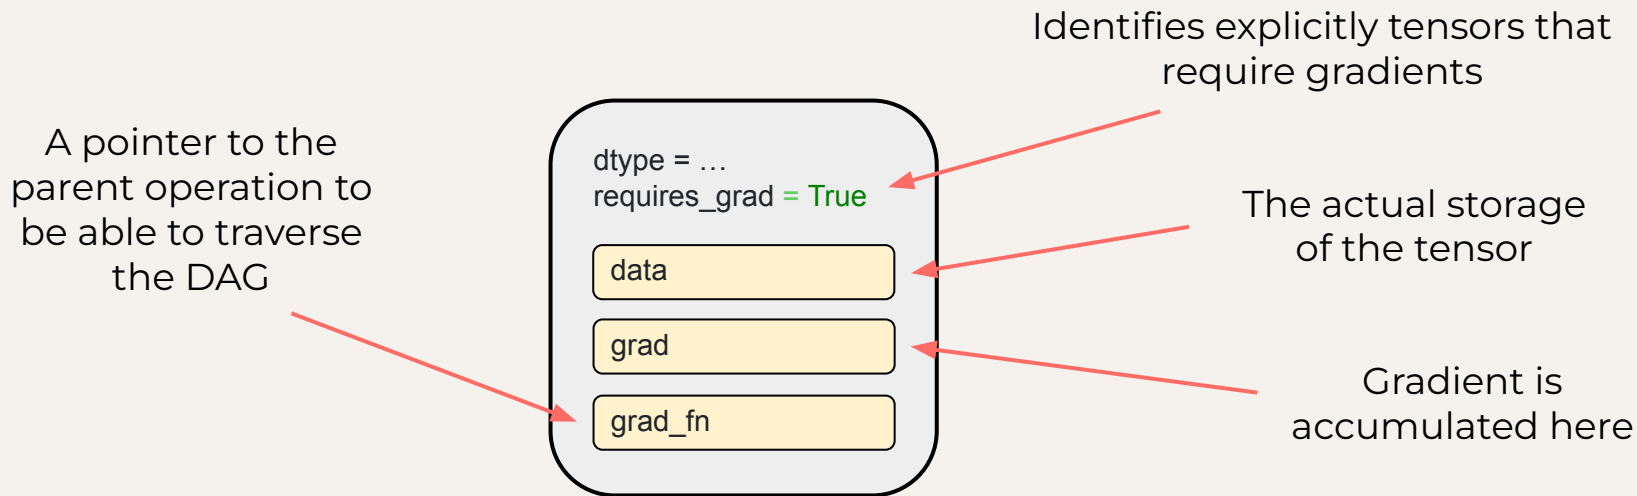 Identifies explicitly tensors that
require gradients
A pointer to the
parent operation to
be able to traverse
the DAG
dtype = …
requires_grad = True
data
grad
grad_fn
The actual storage
of the tensor
Gradient is
accumulated here